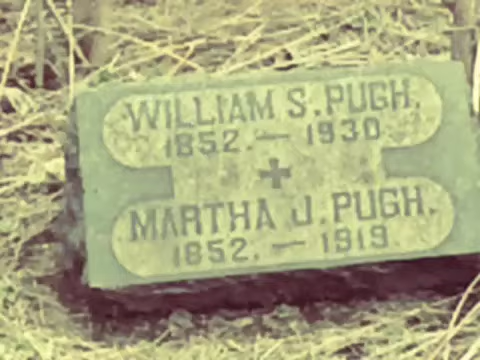 WILLIAM S. PUGH.
1852. — 1930
MARTHA J. PUGH.
1852. — 1919.